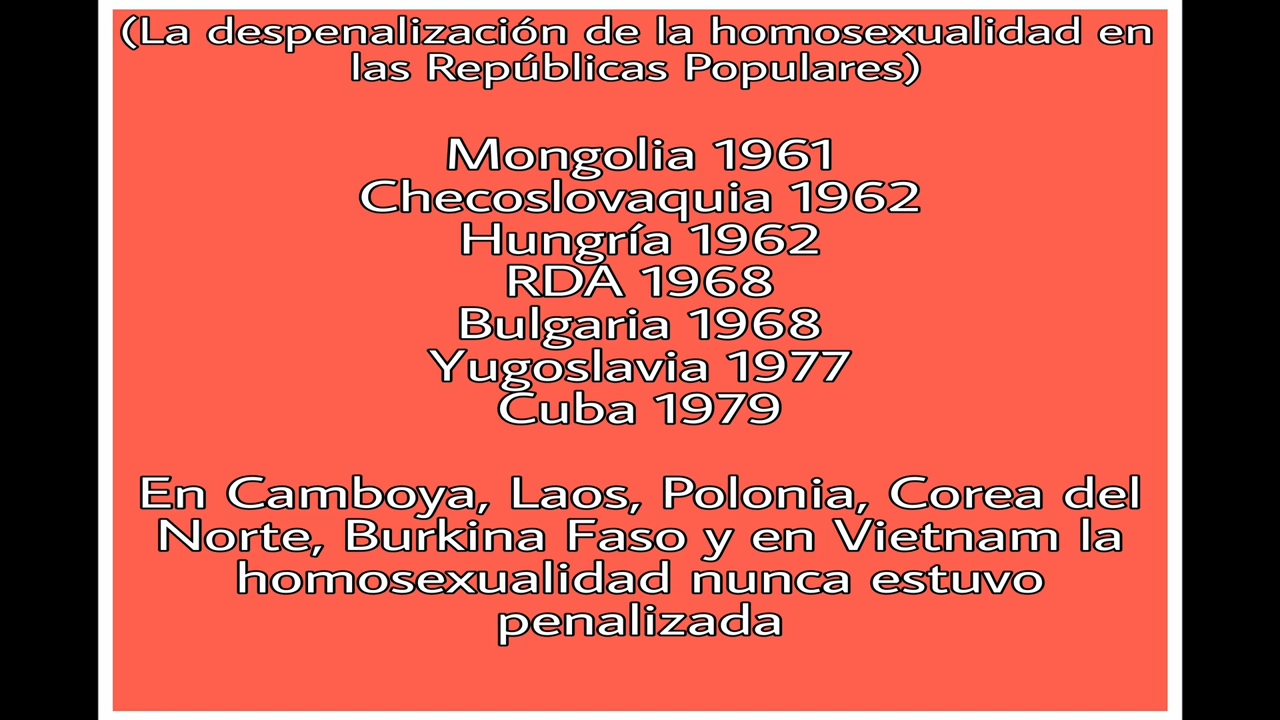 (La despenalización de la homosexualidad en
las Repúblicas Populares)
Mongolia 1961
Checoslovaquia 1962
Hungría 1962
RDA 1968
Bulgaria 1968
Yugoslavia 1977
Cuba 1979
En Camboya, Laos, Polonia, Corea del
Norte, Burkina Faso y en Vietnam la
homosexualidad nunca estuvo
penalizada